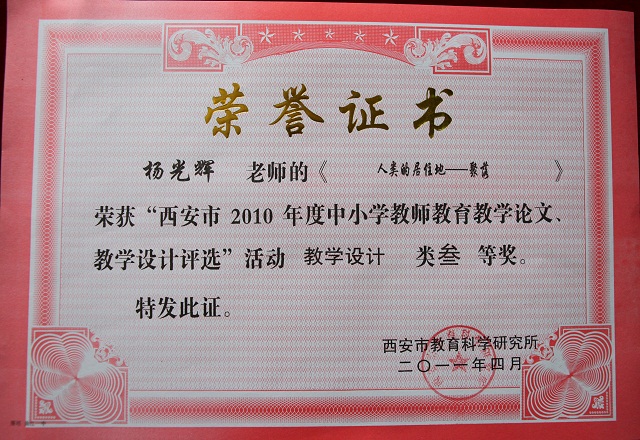 荣誉证书
杨光辉 老师的《 人类的居住地——聚落 》
荣获“西安市 2010 年度中小学教师教育教学论文、
教学设计评选”活动 教学设计 类叁 等奖。
特发此证。
西安市教育科学研究所
二〇一一年四月